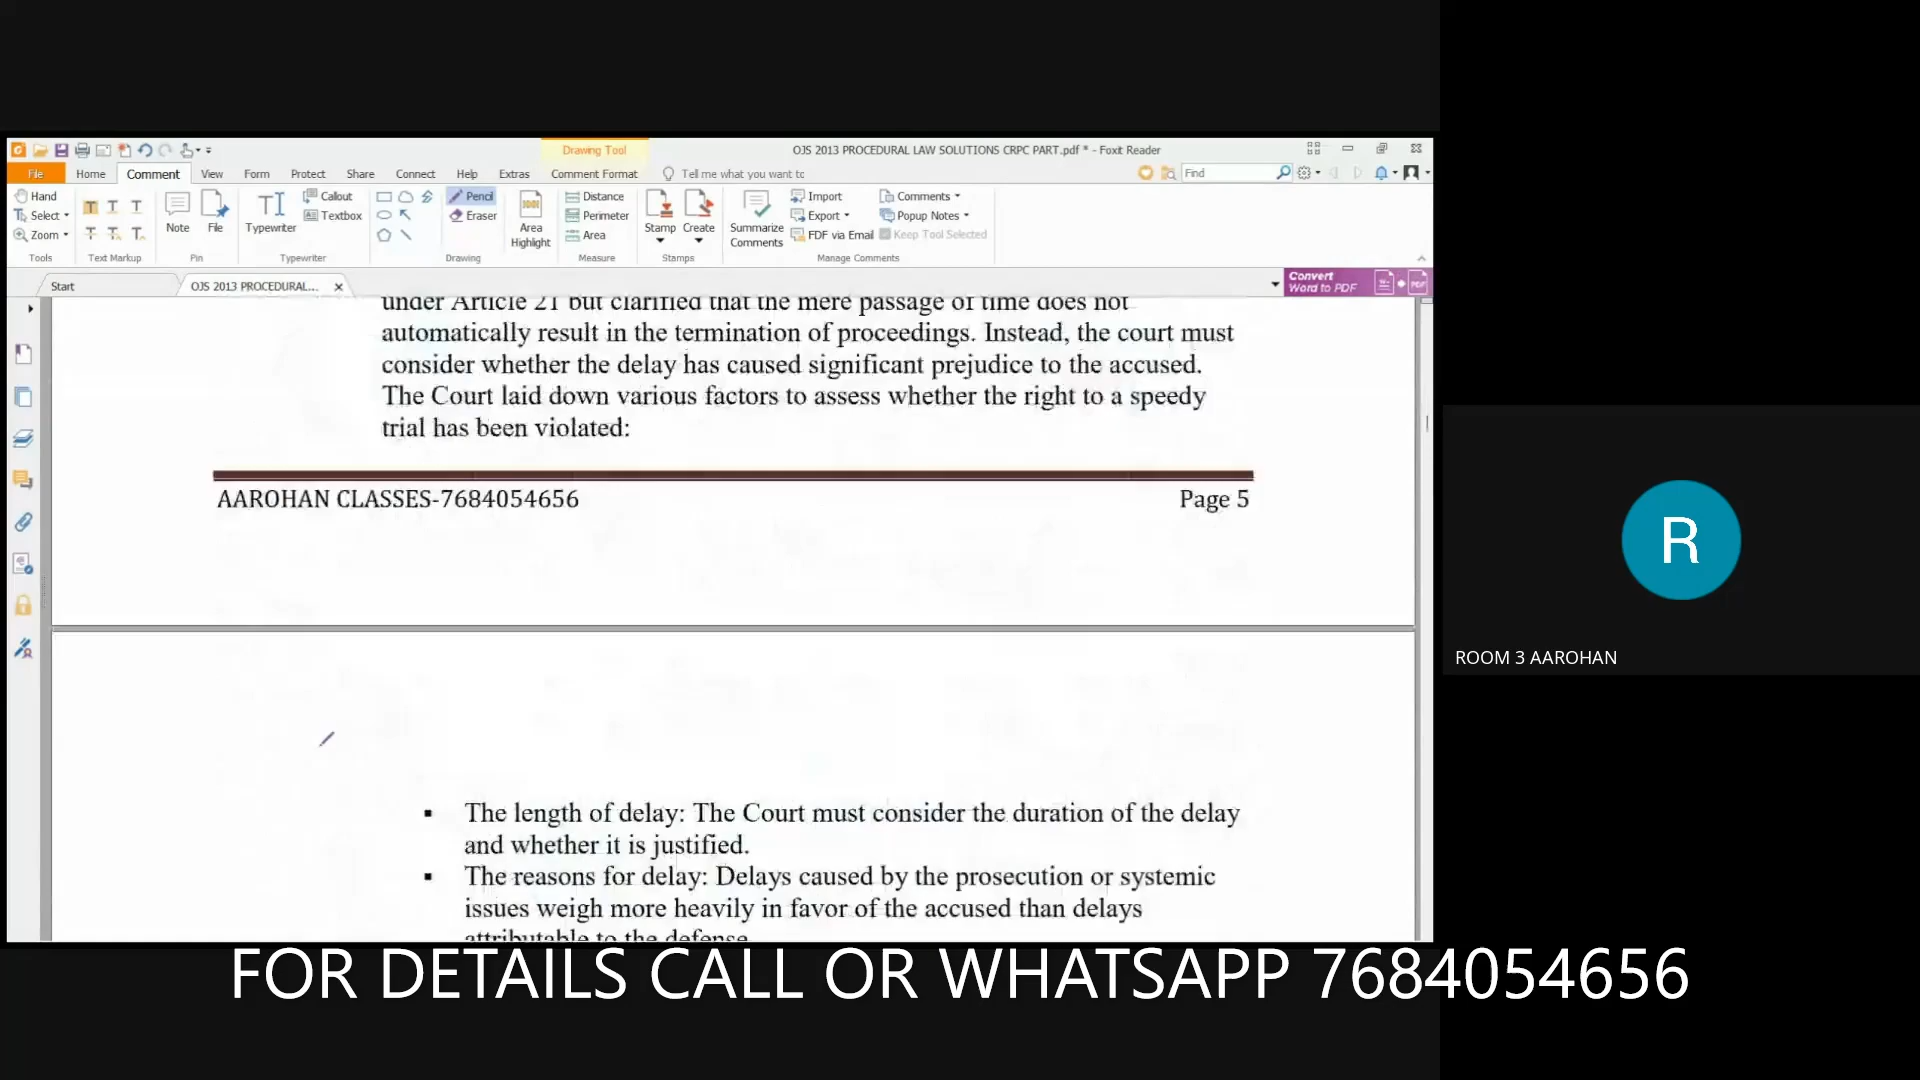 Drawing Tool
OJS 2013 PROCEDURAL LAW SOLUTIONS CRPC PART.pdf * - Foxit Reader
File Home Comment View Form Protect Share Connect Help Extras Comment Format Tell me what you want to Find
Hand
Select
Zoom
Tools
Text Markup
Note
File
Pin
Typewriter
Callout
Textbox
Typewriter
Pencil
Eraser
Drawing
Area
Highlight
Distance
Perimeter
Area
Measure
Stamp
Create
Stamps
Summarize
Comments
Import
Export
FDF via Email
Comments
Popup Notes
Keep Tool Selected
Manage Comments
Start
OJS 2013 PROCEDURAL...
Convert
Word to PDF
under Article 21 but clarified that the mere passage of time does not
automatically result in the termination of proceedings. Instead, the court must
consider whether the delay has caused significant prejudice to the accused.
The Court laid down various factors to assess whether the right to a speedy
trial has been violated:
AAROHAN CLASSES-7684054656 Page 5
▪ The length of delay: The Court must consider the duration of the delay
and whether it is justified.
▪ The reasons for delay: Delays caused by the prosecution or systemic
issues weigh more heavily in favor of the accused than delays
attributable to the defense.
R
ROOM 3 AAROHAN
FOR DETAILS CALL OR WHATSAPP 7684054656